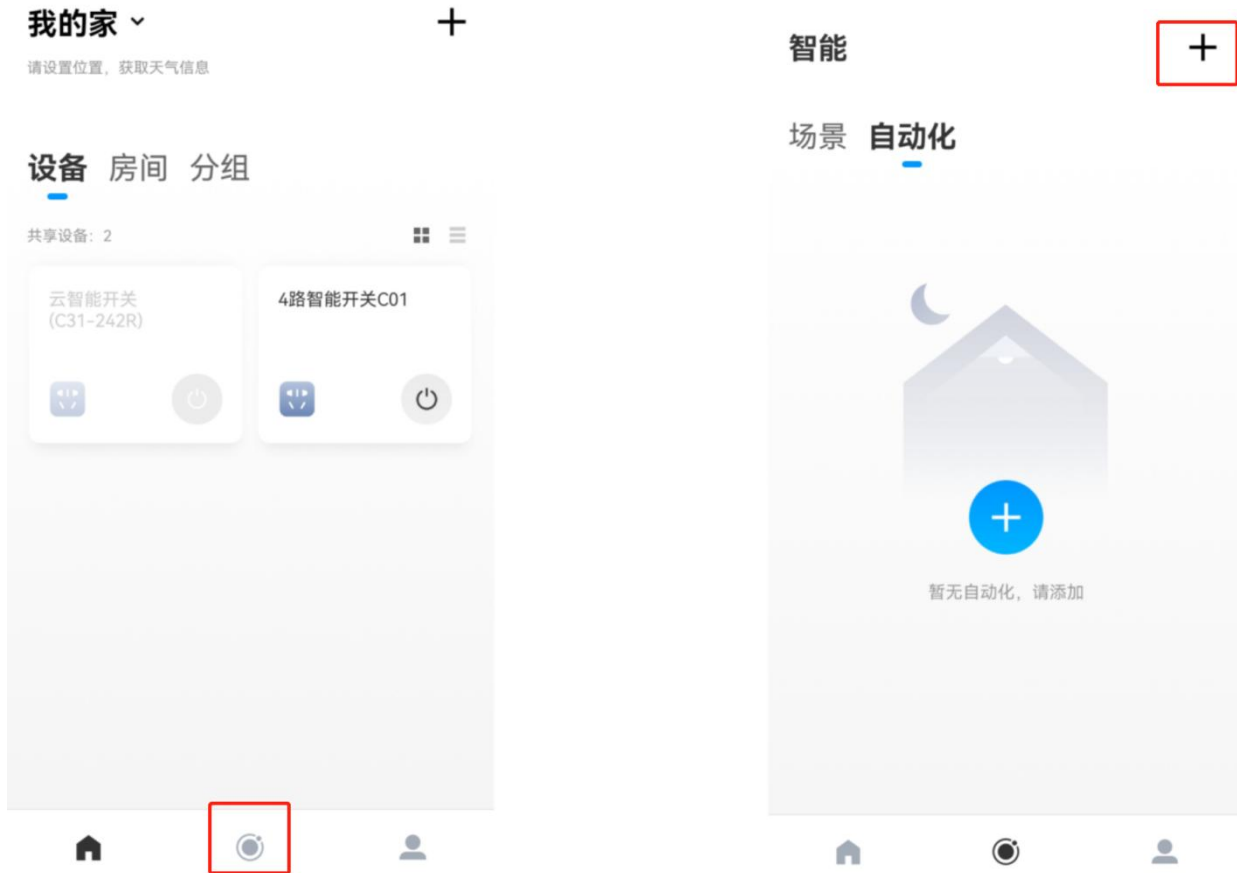 我的家
请设置位置，获取天气信息
设备 房间 分组
共享设备: 2
云智能开关
(C31-242R)
4路智能开关C01
智能
场景 自动化
暂无自动化，请添加